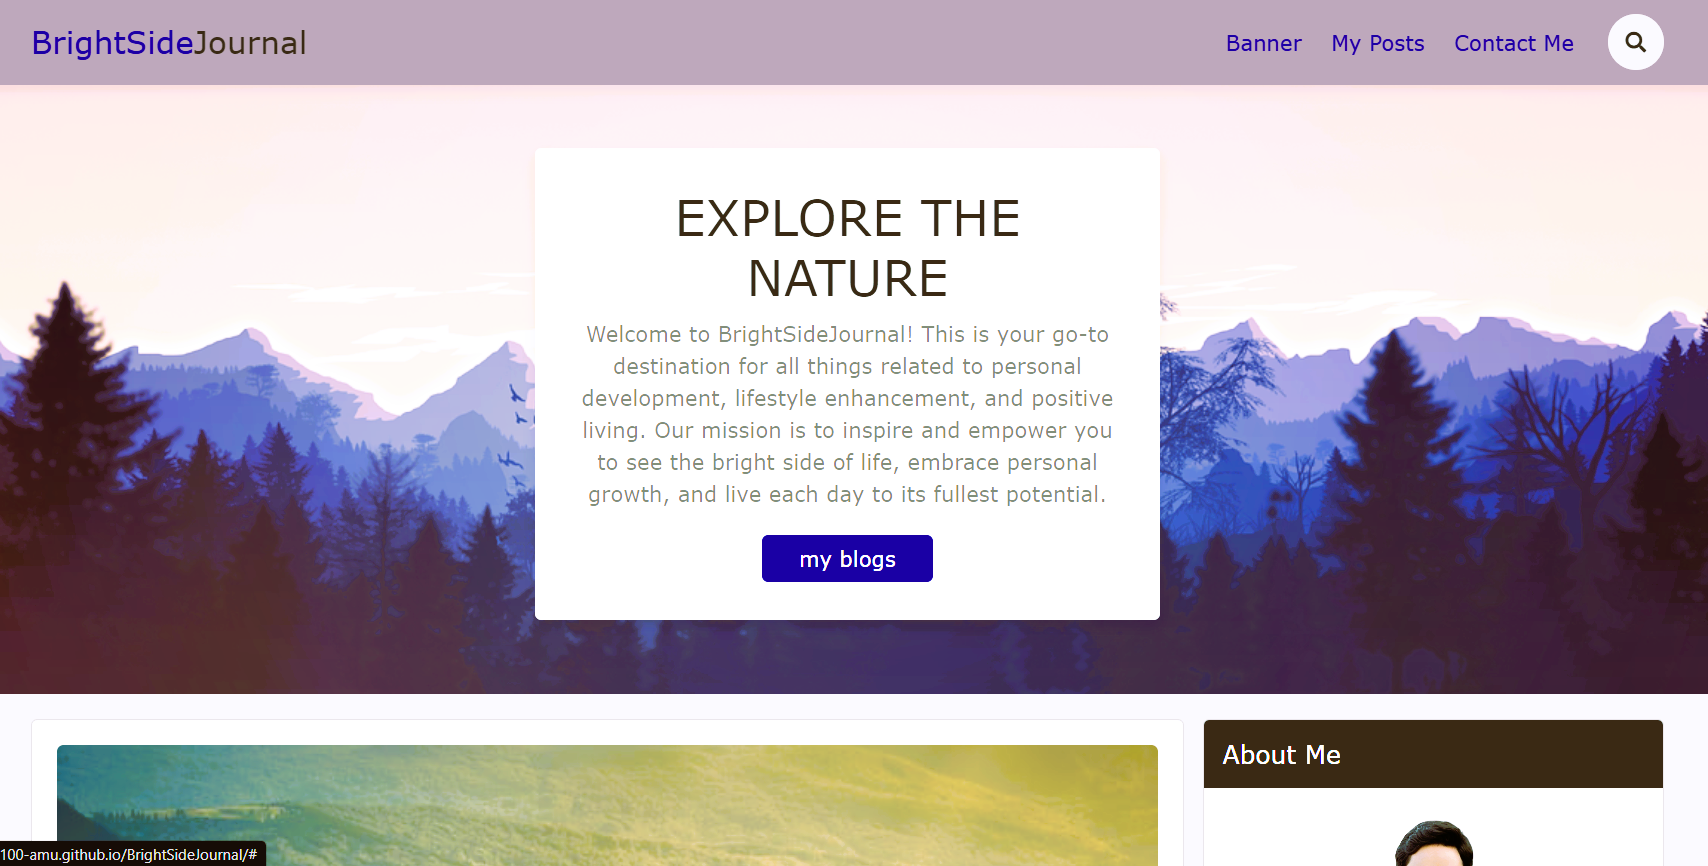 BrightSideJournal
Banner My Posts Contact Me
EXPLORE THE
NATURE
Welcome to BrightSideJournal! This is your go-to
destination for all things related to personal
development, lifestyle enhancement, and positive
living. Our mission is to inspire and empower you
to see the bright side of life, embrace personal
growth, and live each day to its fullest potential.
my blogs
About Me
100-amu.github.io/BrightSideJournal/#